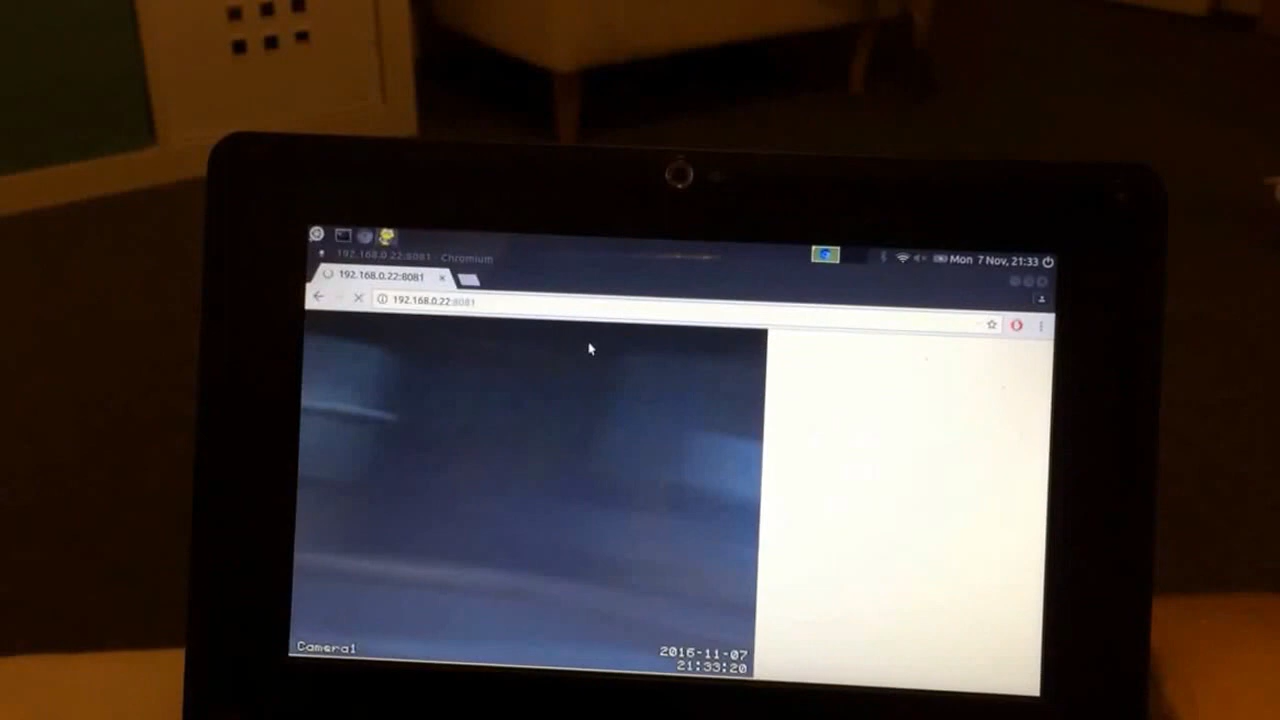 192.168.0.22:8081 - Chromium
Mon 7 Nov, 21:33
192.168.0.22:8081
192.168.0.22:8081
Camera1
2016-11-07
21:33:20